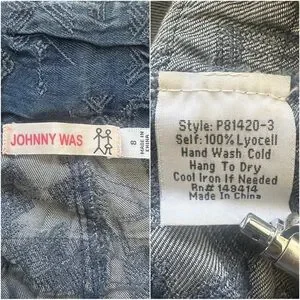 JOHNNY WAS
S
MADE IN
CHINA
Style: P81420-3
Self: 100% Lyocell
Hand Wash Cold
Hang To Dry
Cool Iron If Needed
Rn# 149414
Made In China